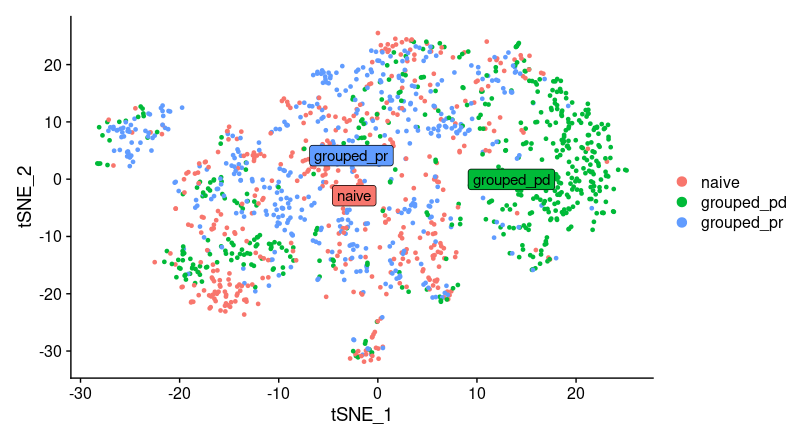 20
10
0
-10
-20
-30
tSNE_2
grouped_pr
grouped_pd
naive
naive
grouped_pd
grouped_pr
-30 -20 -10 0 10 20
tSNE_1